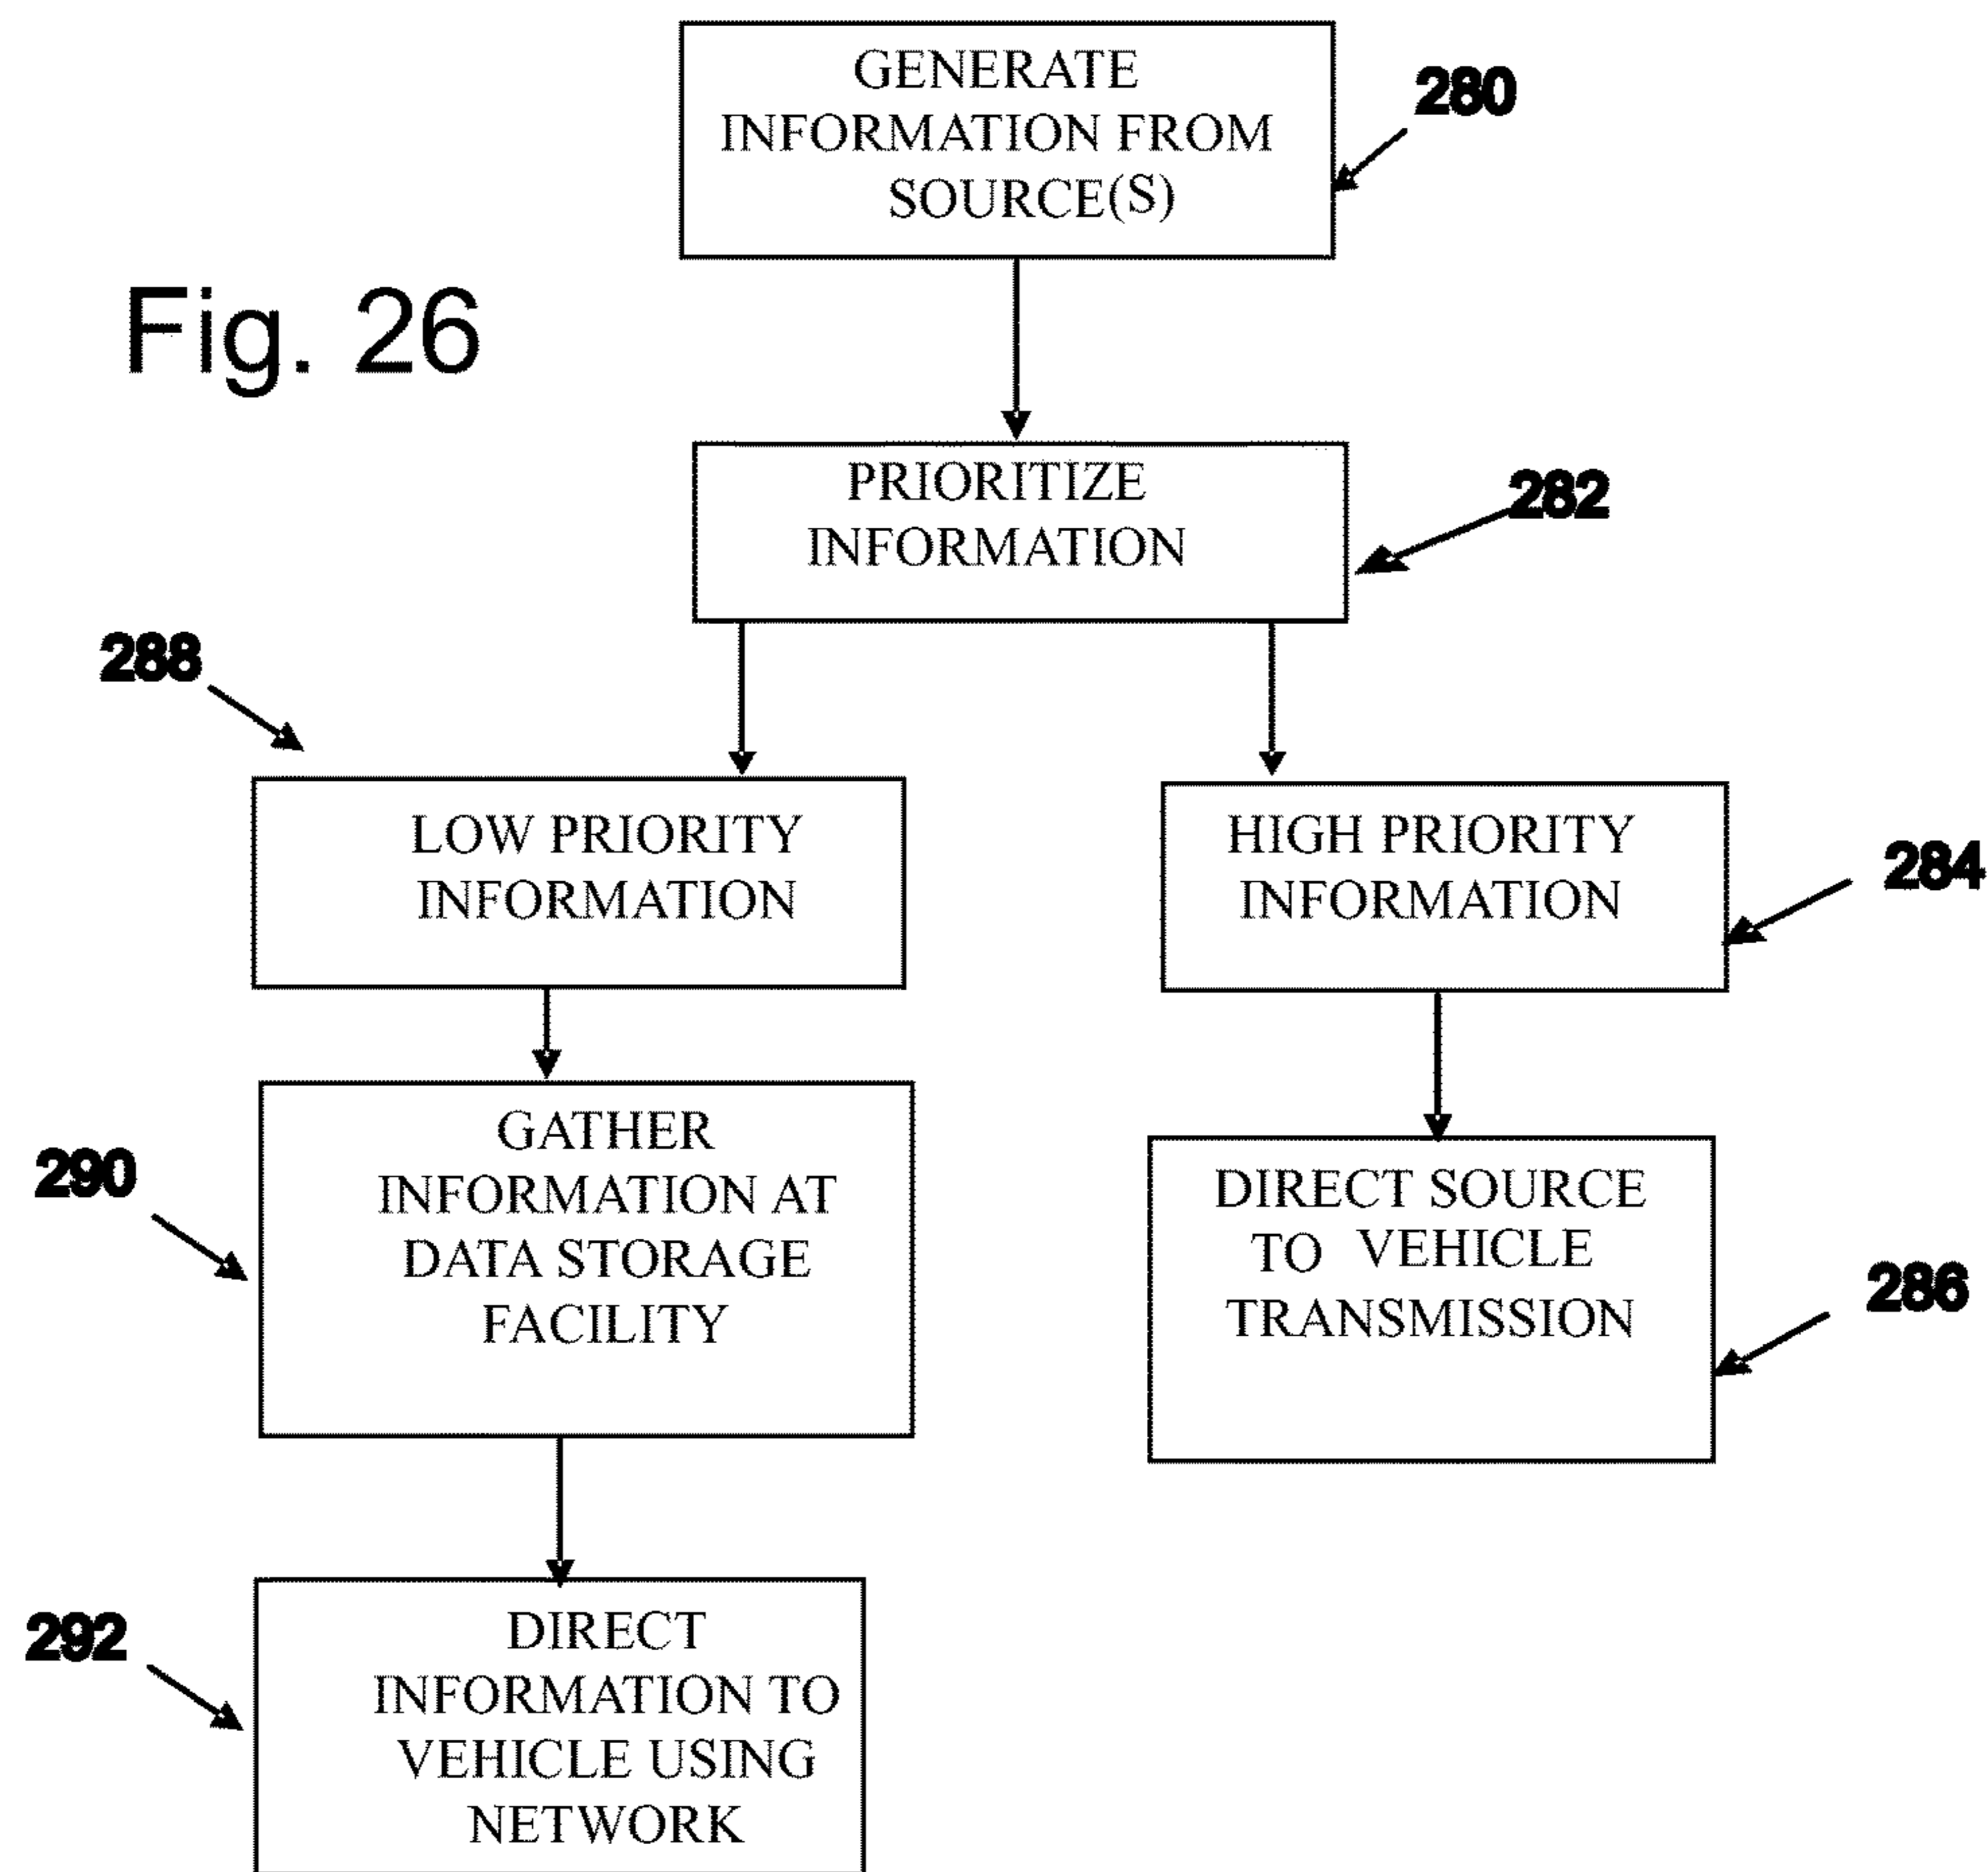 GENERATE
INFORMATION FROM
SOURCE(S)
280
Fig. 26
PRIORITIZE
INFORMATION
282
288
LOW PRIORITY
INFORMATION
HIGH PRIORITY
INFORMATION
284
290
GATHER
INFORMATION AT
DATA STORAGE
FACILITY
DIRECT SOURCE
TO VEHICLE
TRANSMISSION
286
292
DIRECT
INFORMATION TO
VEHICLE USING
NETWORK